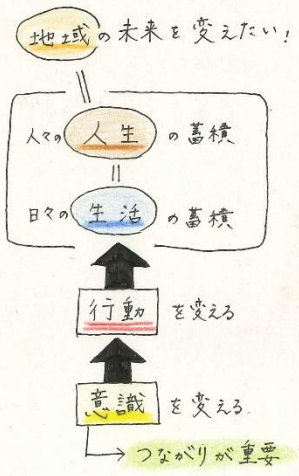 地域の未来を変えたい！
人々の人生の蓄積
日々の生活の蓄積
行動を変える
意識を変える
つながりが重要